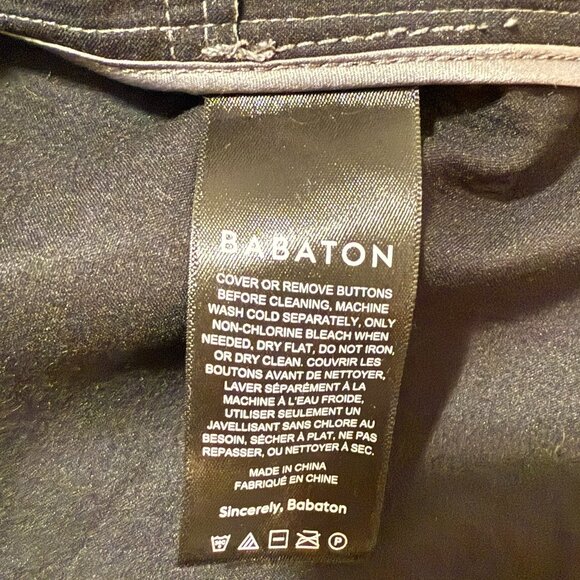 BABATON
COVER OR REMOVE BUTTONS
BEFORE CLEANING, MACHINE
WASH COLD SEPARATELY, ONLY
NON-CHLORINE BLEACH WHEN
NEEDED, DRY FLAT, DO NOT IRON,
OR DRY CLEAN. COUVRIR LES
BOUTONS AVANT DE NETTOYER,
LAVER SÉPARÉMENT À LA
MACHINE À L'EAU FROIDE,
UTILISER SEULEMENT UN
JAVELLISANT SANS CHLORE AU
BESOIN, SÉCHER À PLAT, NE PAS
REPASSER, OU NETTOYER À SEC.
MADE IN CHINA
FABRIQUÉ EN CHINE
Sincerely, Babaton
P